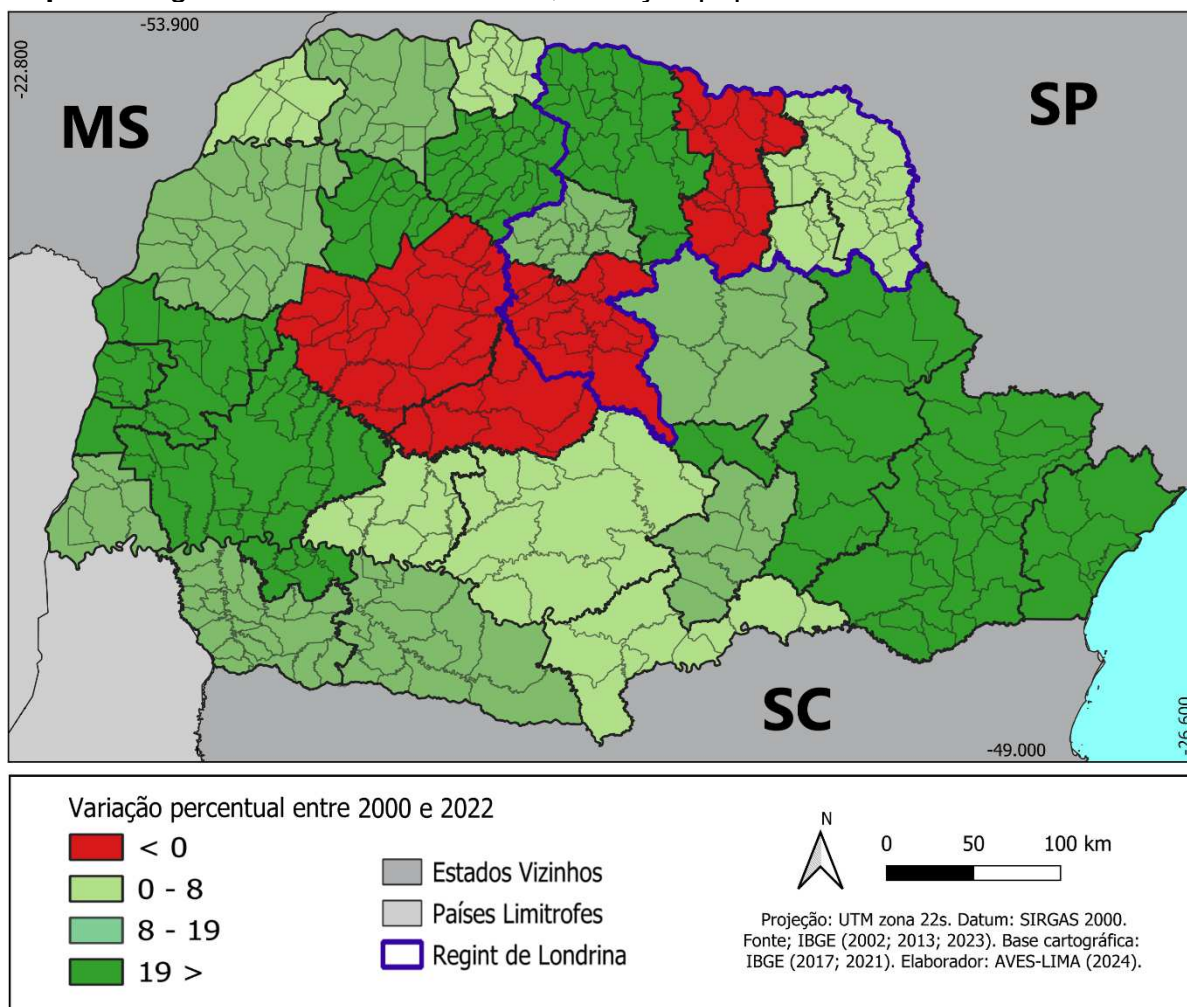 -53.900
-22.800
MS
SP
SC
-49.000
-26.600
Variação percentual entre 2000 e 2022
< 0
0 - 8
8 - 19
19 >
Estados Vizinhos
Países Limitrofes
Regint de Londrina
N
0 50 100 km
Projeção: UTM zona 22s. Datum: SIRGAS 2000.
Fonte; IBGE (2002; 2013; 2023). Base cartográfica:
IBGE (2017; 2021). Elaborador: AVES-LIMA (2024).